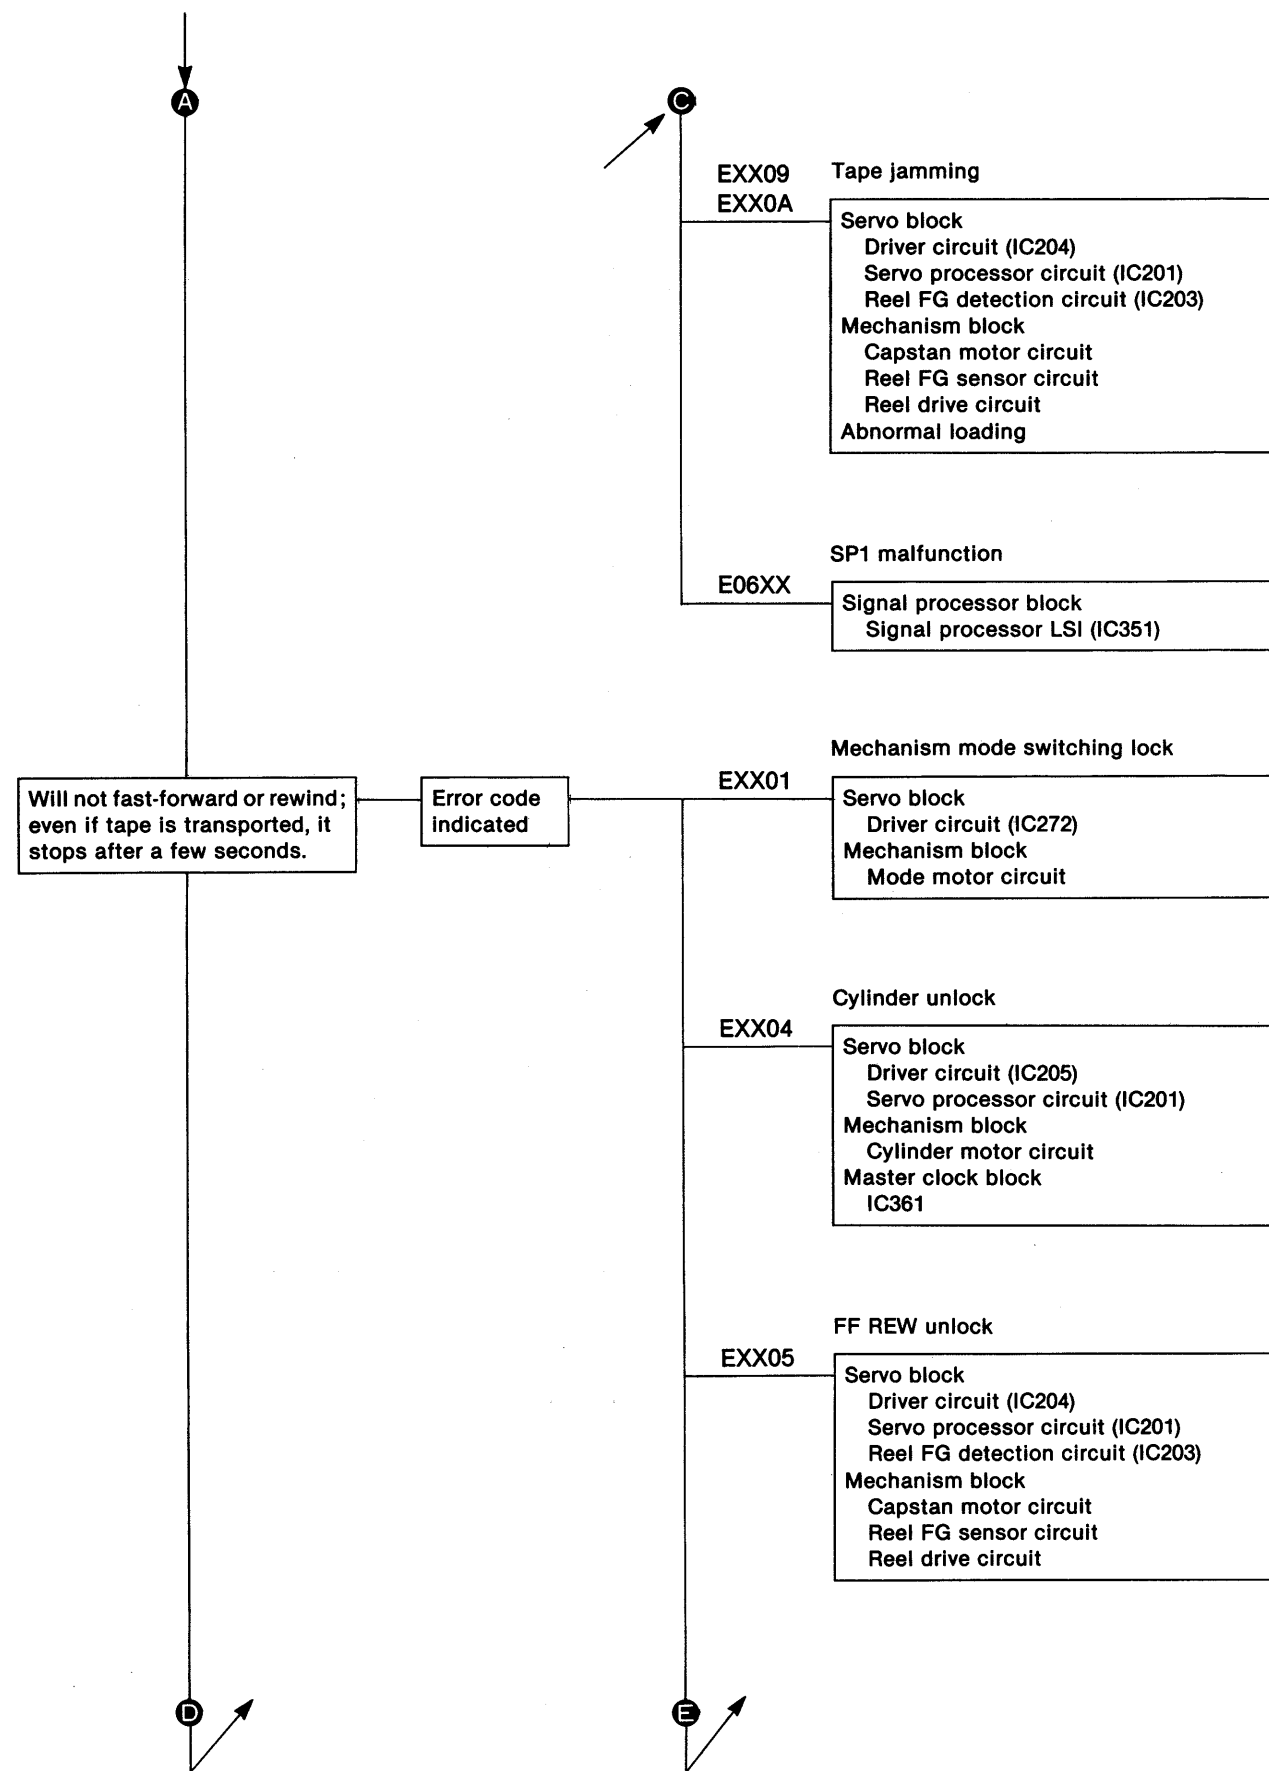 A
C
EXX09
EXX0A
Tape jamming
Servo block
Driver circuit (IC204)
Servo processor circuit (IC201)
Reel FG detection circuit (IC203)
Mechanism block
Capstan motor circuit
Reel FG sensor circuit
Reel drive circuit
Abnormal loading
SP1 malfunction
E06XX
Signal processor block
Signal processor LSI (IC351)
Will not fast-forward or rewind;
even if tape is transported, it
stops after a few seconds.
Error code
indicated
Mechanism mode switching lock
EXX01
Servo block
Driver circuit (IC272)
Mechanism block
Mode motor circuit
Cylinder unlock
EXX04
Servo block
Driver circuit (IC205)
Servo processor circuit (IC201)
Mechanism block
Cylinder motor circuit
Master clock block
IC361
FF REW unlock
EXX05
Servo block
Driver circuit (IC204)
Servo processor circuit (IC201)
Reel FG detection circuit (IC203)
Mechanism block
Capstan motor circuit
Reel FG sensor circuit
Reel drive circuit
D
E